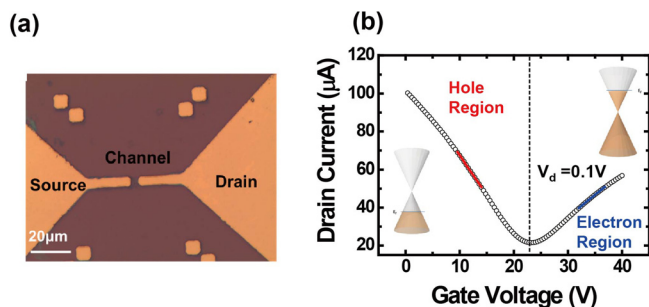 (a)
Channel
Source
Drain
20μm
(b)
Drain Current (μA)
120
100
80
60
40
20
Hole
Region
V_d =0.1V
Electron
Region
0
10
20
30
40
Gate Voltage (V)